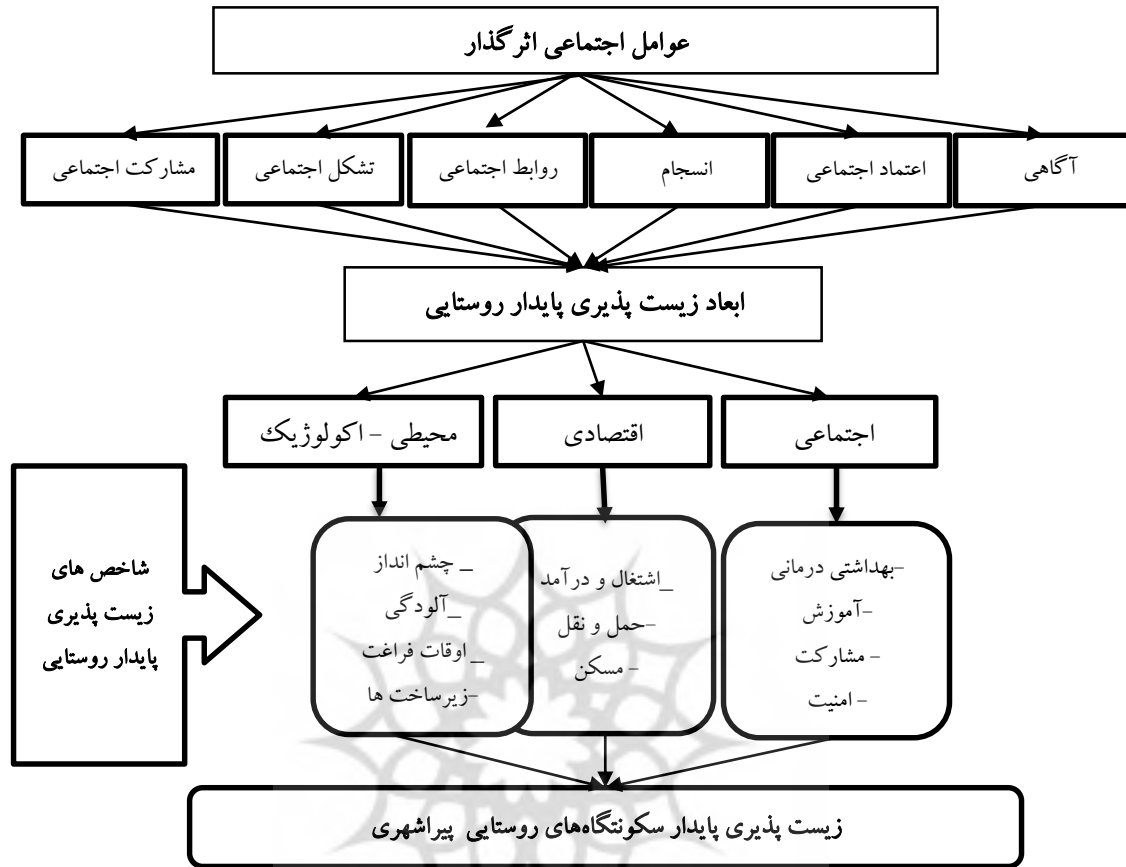 عوامل اجتماعی اثرگذار
آگاهی
اعتماد اجتماعی
انسجام
روابط اجتماعی
تشکل اجتماعی
مشارکت اجتماعی
ابعاد زیست پذیری پایدار روستایی
اجتماعی
اقتصادی
محیطی – اکولوژیک
-بهداشتی درمانی
-آموزش
– مشارکت
– امنیت
_اشتغال و درآمد
-حمل و نقل
– مسکن
_ چشم انداز
_آلودگی
_ اوقات فراغت
-زیرساخت ها
شاخص های
زیست پذیری
پایدار روستایی
زیست پذیری پایدار سکونتگاه‌های روستایی پیراشهری